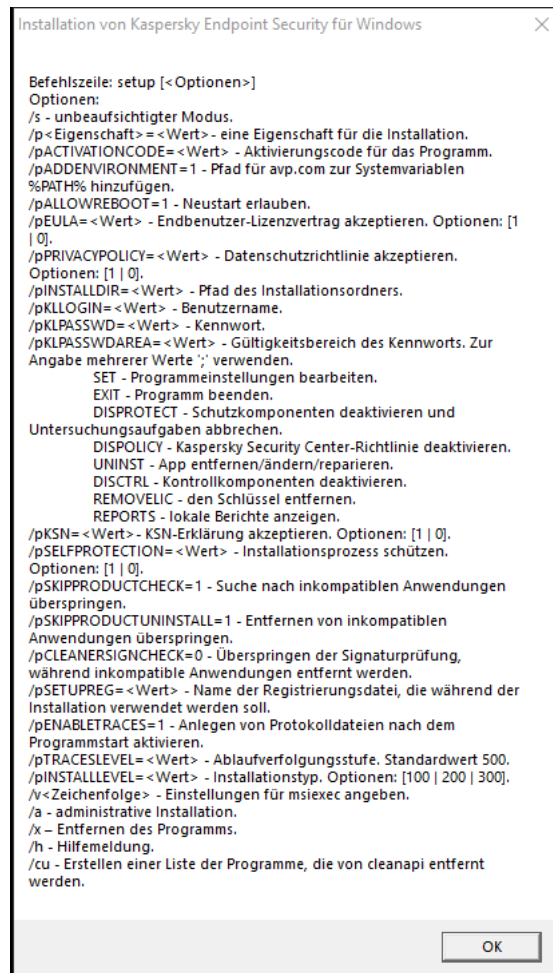 Installation von Kaspersky Endpoint Security für Windows
Befehlszeile: setup [<Optionen>]
Optionen:
/s - unbeaufsichtigter Modus.
/p<Eigenschaft>=<Wert>- eine Eigenschaft für die Installation.
/pACTIVATIONCODE=<Wert> - Aktivierungscode für das Programm.
/pADDENVIRONMENT=1 - Pfad für avp.com zur Systemvariablen
%PATH% hinzufügen.
/pALLOWREBOOT=1 - Neustart erlauben.
/pEULA=<Wert> - Endbenutzer-Lizenzvertrag akzeptieren. Optionen: [1
| 0].
/pPRIVACYPOLICY=<Wert> - Datenschutzrichtlinie akzeptieren.
Optionen: [1 | 0].
/pINSTALLDIR=<Wert> - Pfad des Installationsordners.
/pKLLOGIN=<Wert> - Benutzername.
/pKLPASSWD=<Wert> - Kennwort.
/pKLPASSWDAREA=<Wert> - Gültigkeitsbereich des Kennworts. Zur
Angabe mehrerer Werte ';' verwenden.
SET - Programmeinstellungen bearbeiten.
EXIT - Programm beenden.
DISPROTECT - Schutzkomponenten deaktivieren und
Untersuchungsaufgaben abbrechen.
DISPOLICY - Kaspersky Security Center-Richtlinie deaktivieren.
UNINST - App entfernen/ändern/reparieren.
DISCTRL - Kontrollkomponenten deaktivieren.
REMOVELIC - den Schlüssel entfernen.
REPORTS - lokale Berichte anzeigen.
/pKSN=<Wert>- KSN-Erklärung akzeptieren. Optionen: [1 | 0].
/pSELFPROTECTION=<Wert> - Installationsprozess schützen.
Optionen: [1 | 0].
/pSKIPPRODUCTCHECK=1 - Suche nach inkompatiblen Anwendungen
überspringen.
/pSKIPPRODUCTUNINSTALL=1 - Entfernen von inkompatiblen
Anwendungen überspringen.
/pCLEANERSIGNCHECK=0 - Überspringen der Signaturprüfung,
während inkompatible Anwendungen entfernt werden.
/pSETUPREG=<Wert> - Name der Registrierungsdatei, die während der
Installation verwendet werden soll.
/pENABLETRACES=1 - Anlegen von Protokolldateien nach dem
Programmstart aktivieren.
/pTRACESLEVEL=<Wert> - Ablaufverfolgungsstufe. Standardwert 500.
/pINSTALLLEVEL=<Wert> - Installationstyp. Optionen: [100 | 200 | 300].
/v<Zeichenfolge> - Einstellungen für msiexec angeben.
/a - administrative Installation.
/x – Entfernen des Programms.
/h - Hilfemeldung.
/cu - Erstellen einer Liste der Programme, die von cleanapi entfernt
werden.
OK